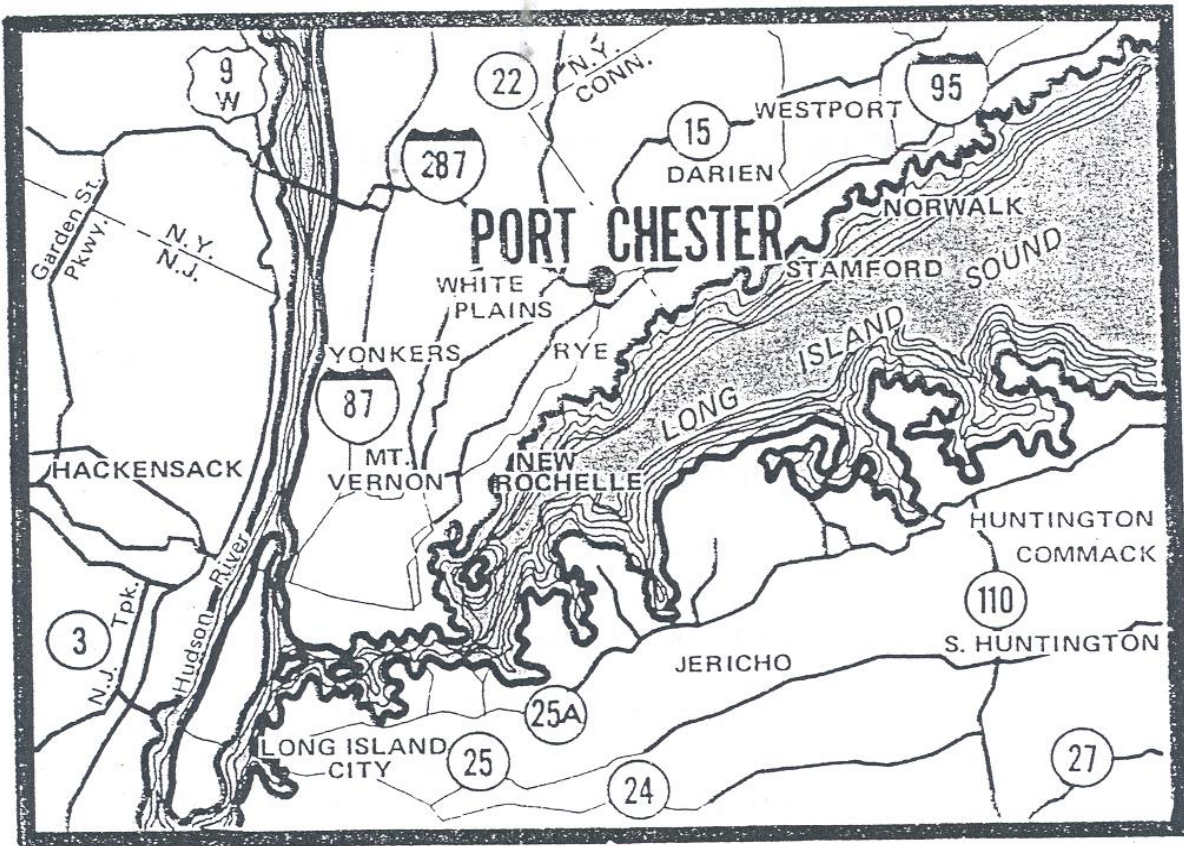 9
W
22
N.Y.
CONN.
95
15
WESTPORT
287
DARIEN
Garden St.
Pkwy.
N.Y.
N.J.
PORT CHESTER
NORWALK
WHITE
PLAINS
STAMFORD
LONG ISLAND SOUND
YONKERS
RYE
87
HACKENSACK
MT.
VERNON
NEW
ROCHELLE
HUNTINGTON
COMMACK
Hudson River
110
3
N.J. Tpk.
JERICHO
S. HUNTINGTON
25A
LONG ISLAND
CITY
25
24
27